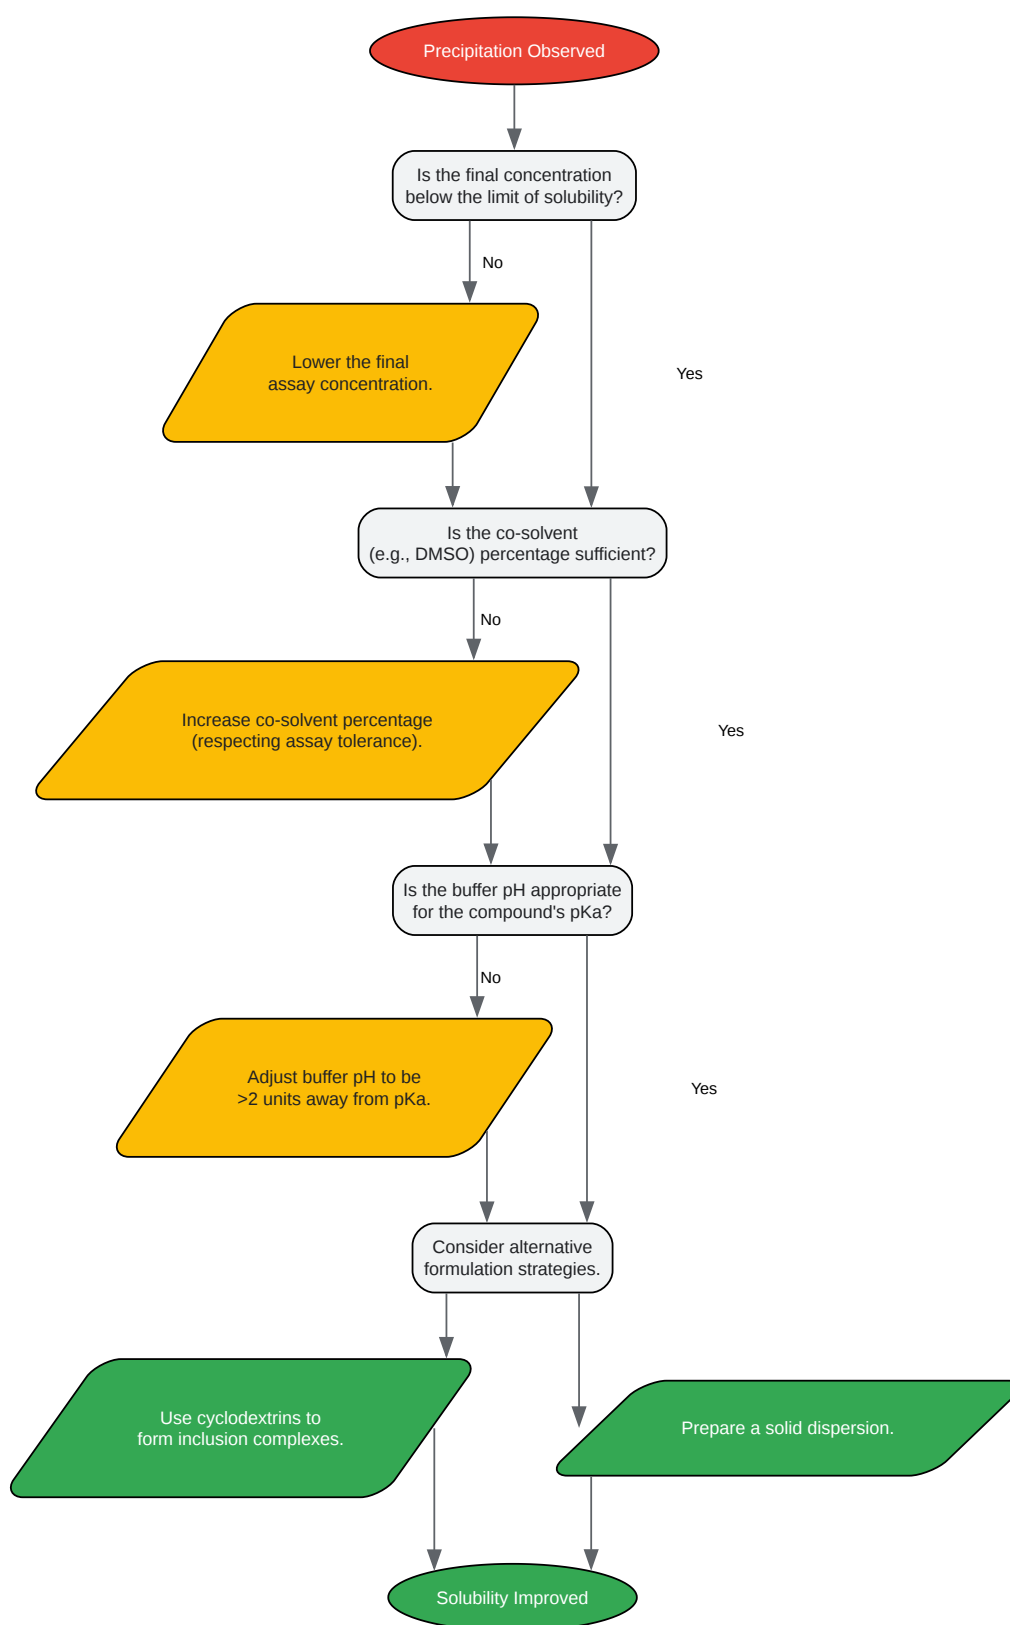 Precipitation Observed
Is the final concentration
below the limit of solubility?
No
Lower the final
assay concentration.
Yes
Is the co-solvent
(e.g., DMSO) percentage sufficient?
No
Increase co-solvent percentage
(respecting assay tolerance).
Yes
Is the buffer pH appropriate
for the compound's pKa?
No
Adjust buffer pH to be
>2 units away from pKa.
Yes
Consider alternative
formulation strategies.
Use cyclodextrins to
form inclusion complexes.
Prepare a solid dispersion.
Solubility Improved